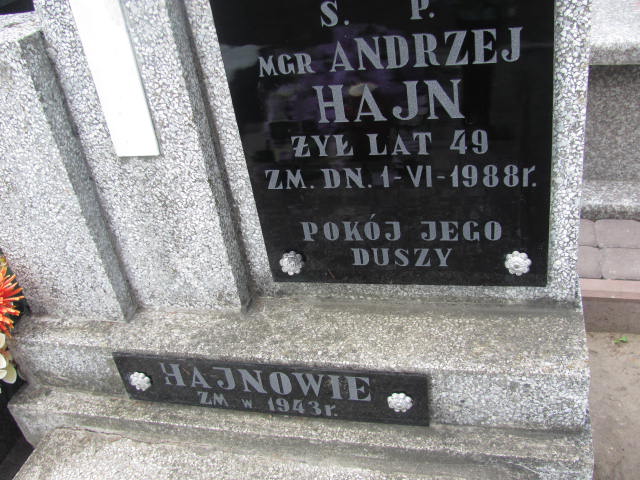 Ś. P.
MGR ANDRZEJ
HAJN
ŻYŁ LAT 49
ZM. DN. 1-VI-1988r.
POKÓJ JEGO
DUSZY
HAJNOWIE
ZM. w. 1943r.